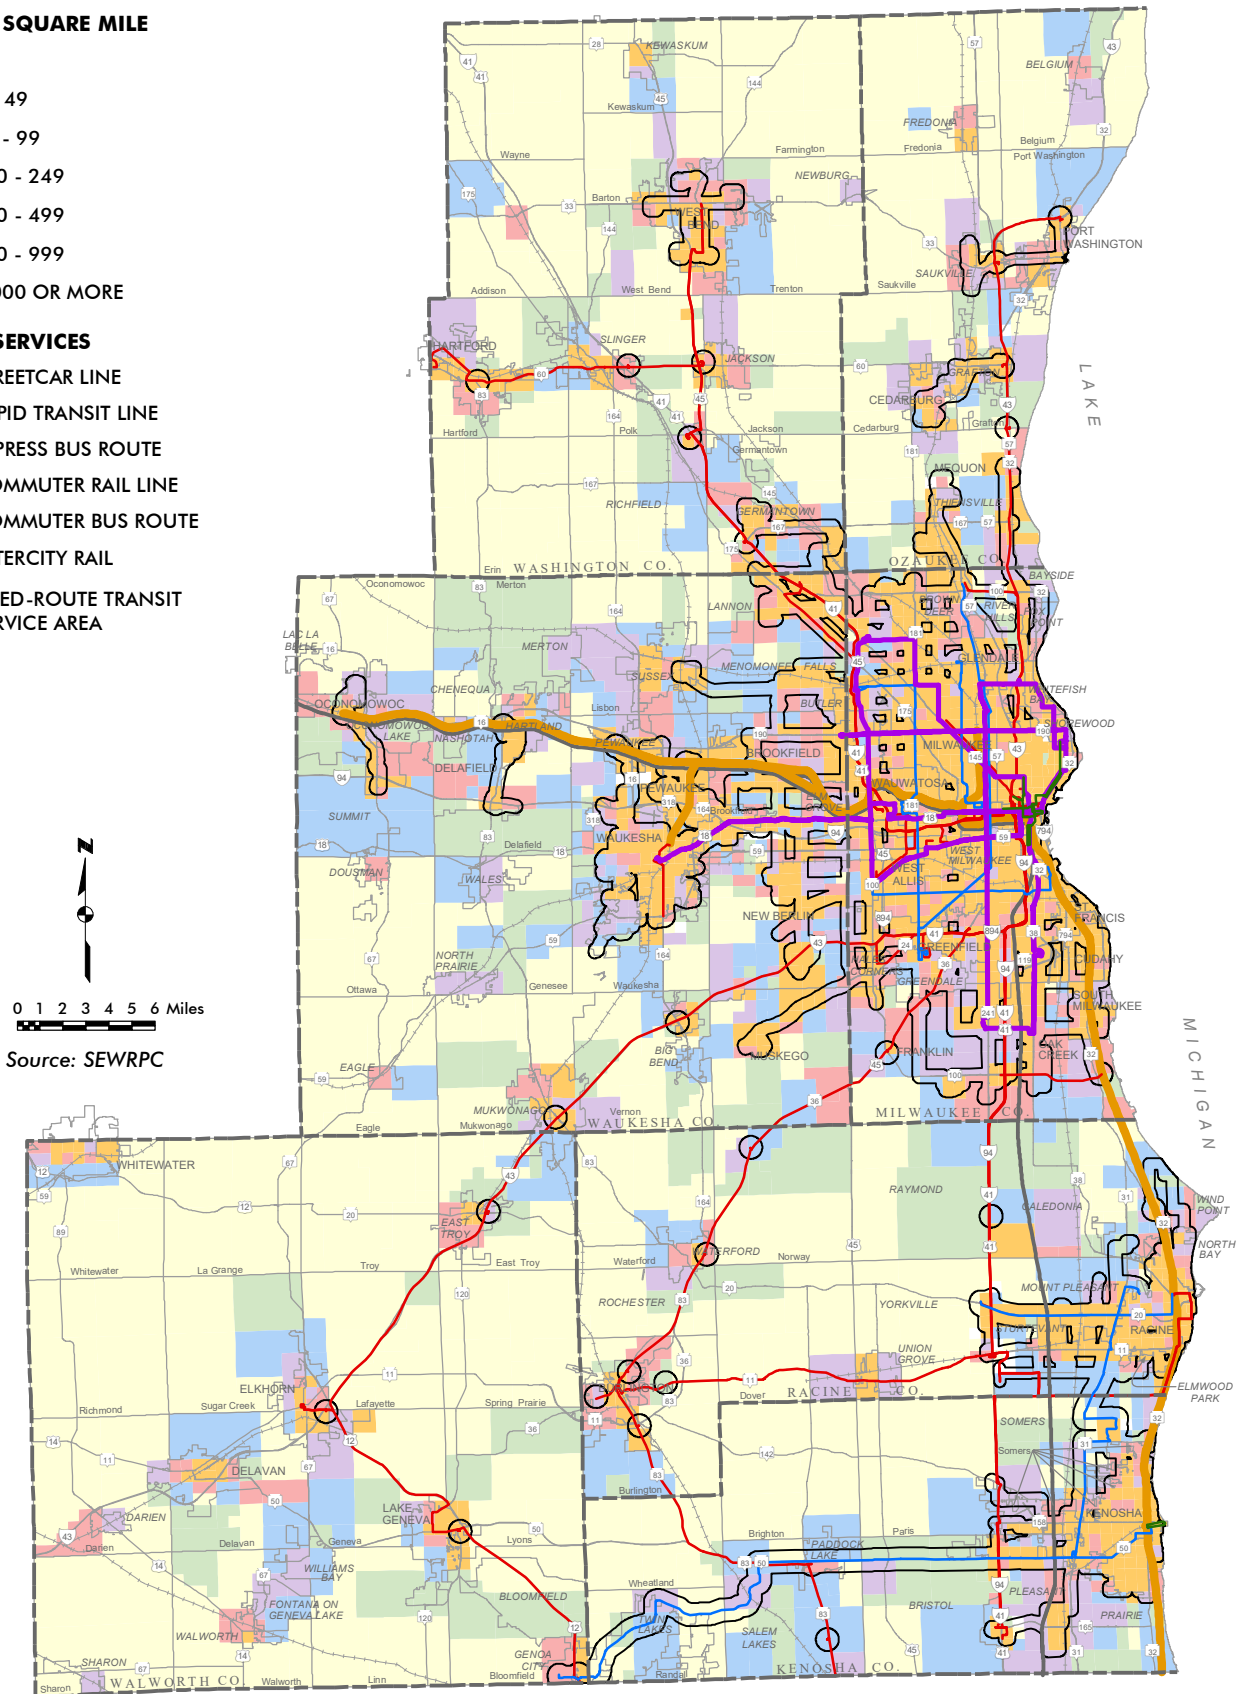 SQUARE MILE
49
- 99
0 - 249
0 - 499
0 - 999
000 OR MORE
SERVICES
REETCAR LINE
PID TRANSIT LINE
PRESS BUS ROUTE
OMMUTER RAIL LINE
OMMUTER BUS ROUTE
TERCITY RAIL
ED-ROUTE TRANSIT
RVICE AREA
KEWASKUM
Kewaskum
Wayne
Farmington
Barton
NEWBURG
WEST
BEND
Addison
West Bend
Trenton
BELGIUM
FREDONIA
Fredonia
Belgium
Port Washington
PORT
WASHINGTON
SAUKVILLE
Saukville
HARTFORD
SLINGER
JACKSON
Hartford
Polk
Jackson
Germantown
CEDARBURG
GRAFTON
Cedarburg
Grafton
RICHFIELD
GERMANTOWN
MEQUON
THIENSVILLE
Erin
WASHINGTON CO.
OZAUKEE CO.
LAKE
MICHIGAN
Oconomowoc
Merton
LANNON
BAYSIDE
BROWN
DEER
RIVER
HILLS
FOX
POINT
LAC LA
BELLE
MERTON
SUSSEX
MENOMONEE FALLS
GLENDALE
OCONOMOWOC
OCONOMOWOC
LAKE
CHENEQUA
Lisbon
BUTLER
WHITEFISH
BAY
SHOREWOOD
NASHOTAH
HARTLAND
PEWAUKEE
BROOKFIELD
MILWAUKEE
DELAFIELD
PEWAUKEE
Brookfield
ELM
GROVE
WAUWATOSA
SUMMIT
WAUKESHA
WEST
MILWAUKEE
WEST
ALLIS
Delafield
DOUSMAN
WALES
NEW BERLIN
FRANCIS
NORTH
PRAIRIE
GREENFIELD
CUDAHY
HALES
CORNERS
GREENDALE
Ottawa
Genesee
Waukesha
SOUTH
MILWAUKEE
BIG
BEND
MUSKEGO
FRANKLIN
OAK
CREEK
EAGLE
MUKWONAGO
Vernon
Eagle
Mukwonago
WAUKESHA CO.
MILWAUKEE CO.
0 1 2 3 4 5 6 Miles
Source: SEWRPC
WHITEWATER
EAST
TROY
RAYMOND
CALEDONIA
WIND
POINT
NORTH
BAY
Whitewater
La Grange
Troy
East Troy
Waterford
WATERFORD
Norway
ROCHESTER
YORKVILLE
MOUNT PLEASANT
STURTEVANT
RACINE
UNION
GROVE
ELMWOOD
PARK
ELKHORN
BURLINGTON
Dover
RACINE CO.
Richmond
Sugar Creek
Lafayette
Spring Prairie
SOMERS
Somers
DELAVAN
Burlington
LAKE
GENEVA
DARIEN
Darien
Delavan
Geneva
Lyons
Brighton
Paris
KENOSHA
PADDOCK
LAKE
WILLIAMS
BAY
Wheatland
FONTANA ON
GENEVA LAKE
BLOOMFIELD
BRISTOL
PLEASANT
PRAIRIE
TWIN
LAKES
SALEM
LAKES
WALWORTH
SHARON
GENOA
CITY
Sharon
WALWORTH CO.
Walworth
Linn
Bloomfield
Randall
KENOSHA CO.